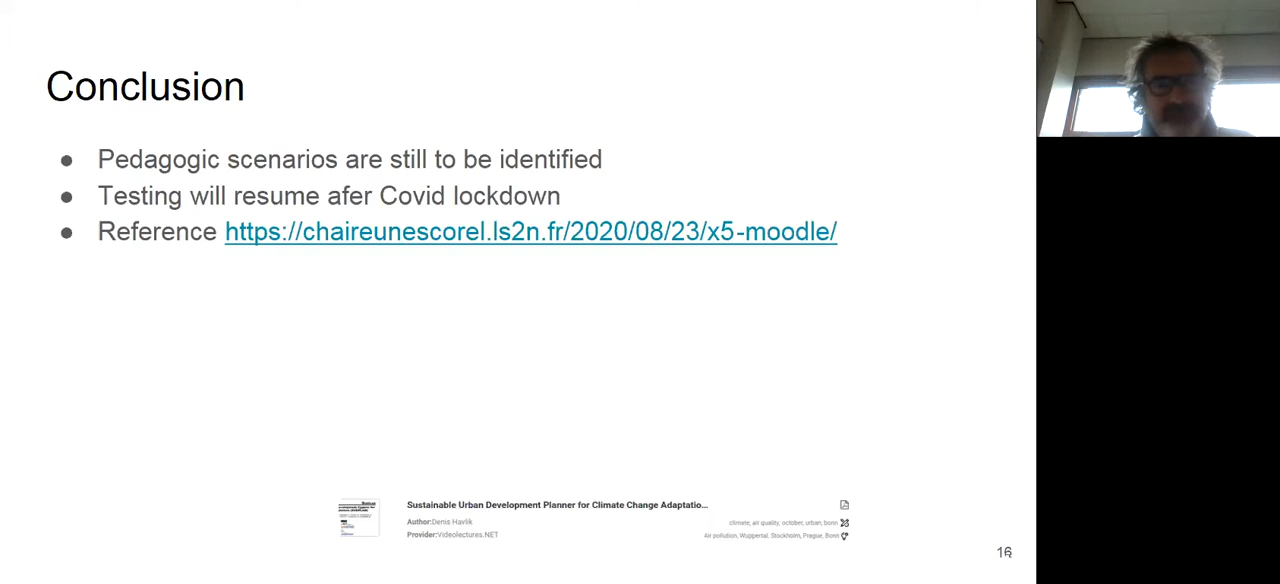 Conclusion
● Pedagogic scenarios are still to be identified
● Testing will resume afer Covid lockdown
● Reference https://chaireunescorel.ls2n.fr/2020/08/23/x5-moodle/
Sustainable Urban Development Planner for Climate Change Adaptatio...
Author:Denis Havlik
climate, air quality, october, urban, bonn
Provider:Videolectures.NET
Air pollution, Wuppertal, Stockholm, Prague, Bonn
16